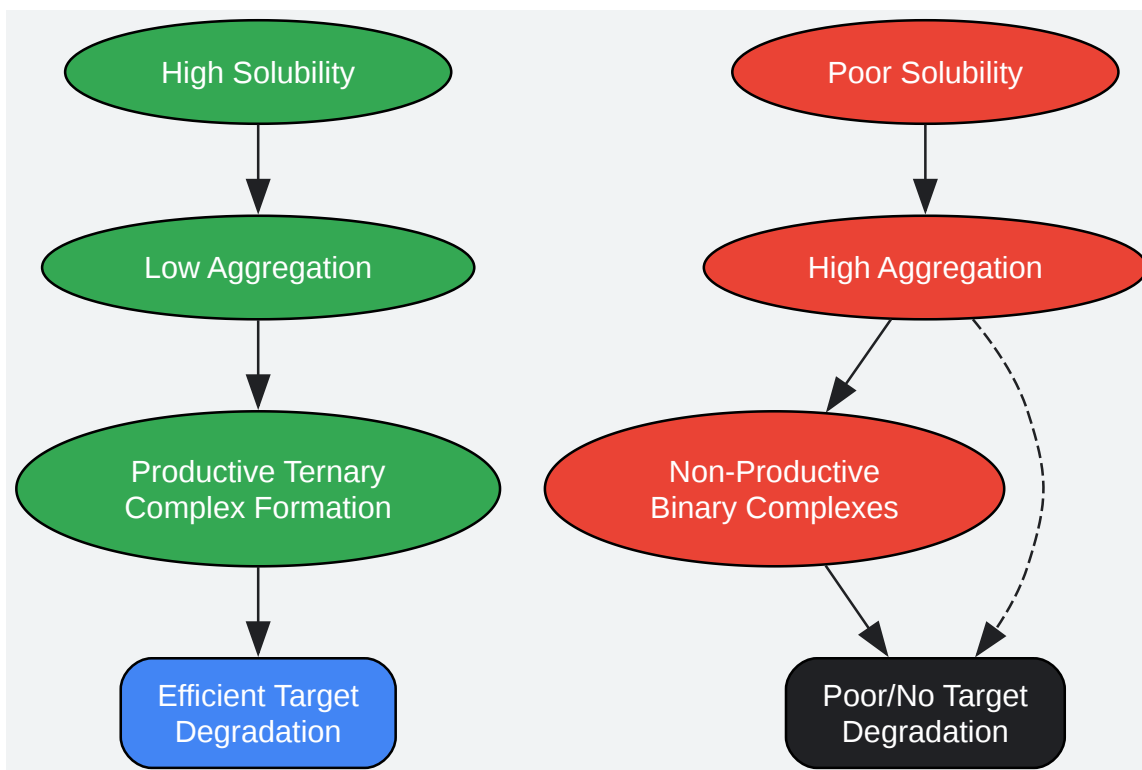 High Solubility
Low Aggregation
Productive Ternary
Complex Formation
Efficient Target
Degradation
Poor Solubility
High Aggregation
Non-Productive
Binary Complexes
Poor/No Target
Degradation